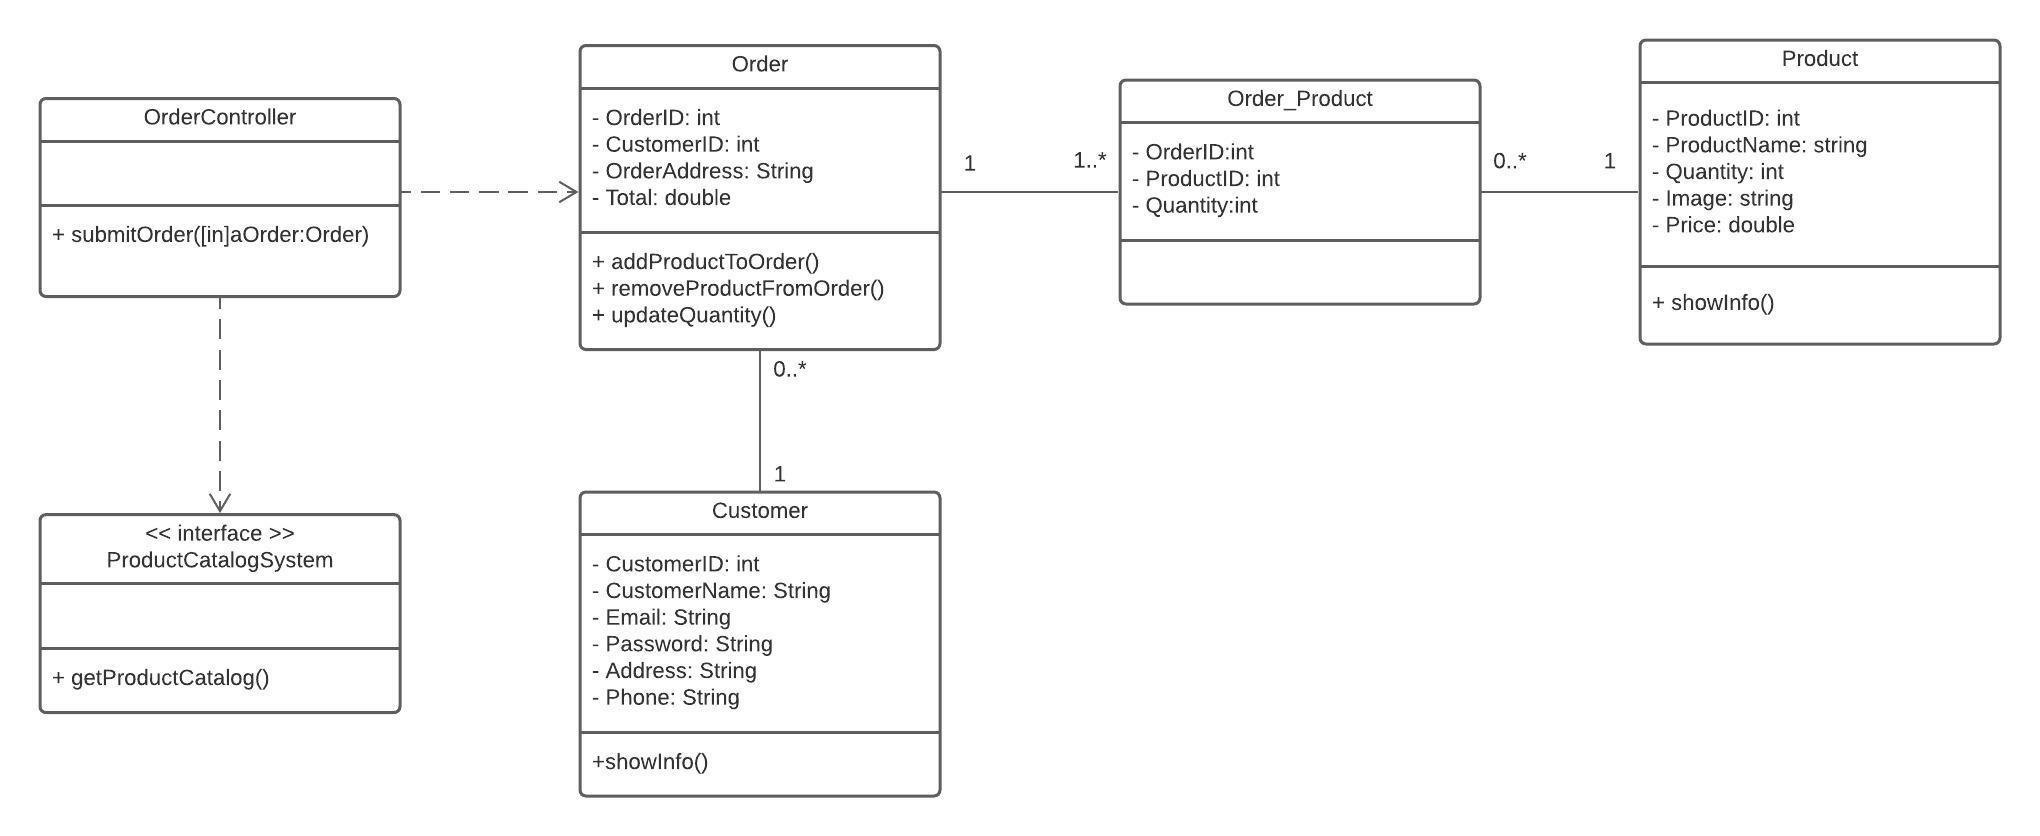 OrderController
+ submitOrder([in]aOrder:Order)
Order
- OrderID: int
- CustomerID: int
- OrderAddress: String
- Total: double
+ addProductToOrder()
+ removeProductFromOrder()
+ updateQuantity()
1
1..*
Order_Product
- OrderID:int
- ProductID: int
- Quantity:int
0..*
1
Product
- ProductID: int
- ProductName: string
- Quantity: int
- Image: string
- Price: double
+ showInfo()
0..*
1
<< interface >>
ProductCatalogSystem
+ getProductCatalog()
Customer
- CustomerID: int
- CustomerName: String
- Email: String
- Password: String
- Address: String
- Phone: String
+showInfo()